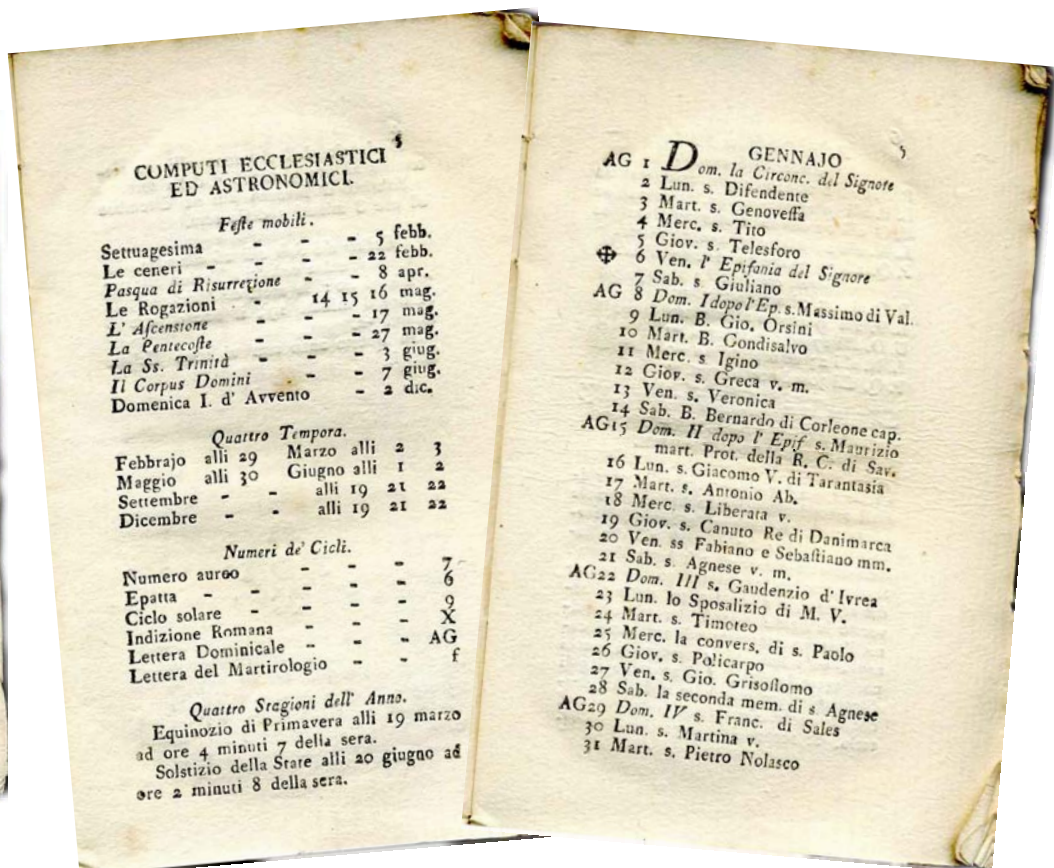 5
COMPUTI ECCLESIASTICI
ED ASTRONOMICI.
Feſte mobili.
Settuagesima - - - 5 febb.
Le ceneri - - - 22 febb.
Pasqua di Risurrezione - - 8 apr.
Le Rogazioni - 14 15 16 mag.
L' Aſcenstone - - - 17 mag.
La Pentecoſte - - - 27 mag.
La Ss. Trinità - - - 3 giug.
Il Corpus Domini - - 7 giug.
Domenica I. d' Avvento - 2 dic.
Quattro Tempora.
Febbrajo alli 29 Marzo alli 2 3
Maggio alli 30 Giugno alli 1 2
Settembre - - alli 19 21 22
Dicembre - - alli 19 21 22
Numeri de' Cicli.
Numero aureo - - - 7
Epatta - - - - - 6
Ciclo solare - - - - 9
Indizione Romana - - - X
Lettera Dominicale - - - AG
Lettera del Martirologio - - f
Quattro Stagioni dell' Anno.
Equinozio di Primavera alli 19 marzo
ad ore 4 minuti 7 della sera.
Solstizio della State alli 20 giugno ad
ore 2 minuti 8 della sera.
5
GENNAJO
AG 1 Dom. la Circonc. del Signore
2 Lun. s. Difendente
3 Mart. s. Genoveffa
4 Merc. s. Tito
5 Giov. s. Telesforo
✠ 6 Ven. l' Epifania del Signore
7 Sab. s. Giuliano
AG 8 Dom. I dopo l'Ep. s. Massimo di Val.
9 Lun. B. Gio. Orsini
10 Mart. B. Gondisalvo
11 Merc. s Igino
12 Giov. s. Greca v. m.
13 Ven. s. Veronica
14 Sab. B. Bernardo di Corleone cap.
AG15 Dom. II dopo l' Epif s. Maurizio
mart. Prot. della R. C. di Sav.
16 Lun. s. Giacomo V. di Tarantasia
17 Mart. s. Antonio Ab.
18 Merc. s. Liberata v.
19 Giov. s. Canuto Re di Danimarca
20 Ven. ss Fabiano e Sebaſtiano mm.
21 Sab. s. Agnese v. m.
AG22 Dom. III s. Gaudenzio d' Ivrea
23 Lun. lo Sposalizio di M. V.
24 Mart. s. Timoteo
25 Merc. la convers. di s. Paolo
26 Giov. s. Policarpo
27 Ven. s. Gio. Grisoſtomo
28 Sab. la seconda mem. di s. Agnese
AG29 Dom. IV s. Franc. di Sales
30 Lun. s. Martina v.
31 Mart. s. Pietro Nolasco